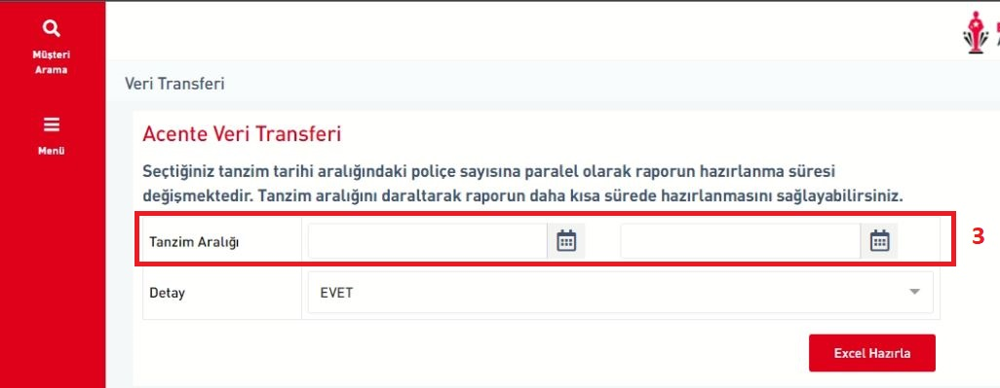 Müşteri
Arama
Menü
Veri Transferi
Acente Veri Transferi
Seçtiğiniz tanzim tarihi aralığındaki poliçe sayısına paralel olarak raporun hazırlanma süresi
değişmektedir. Tanzim aralığını daraltarak raporun daha kısa sürede hazırlanmasını sağlayabilirsiniz.
Tanzim Aralığı
3
Detay
EVET
Excel Hazırla